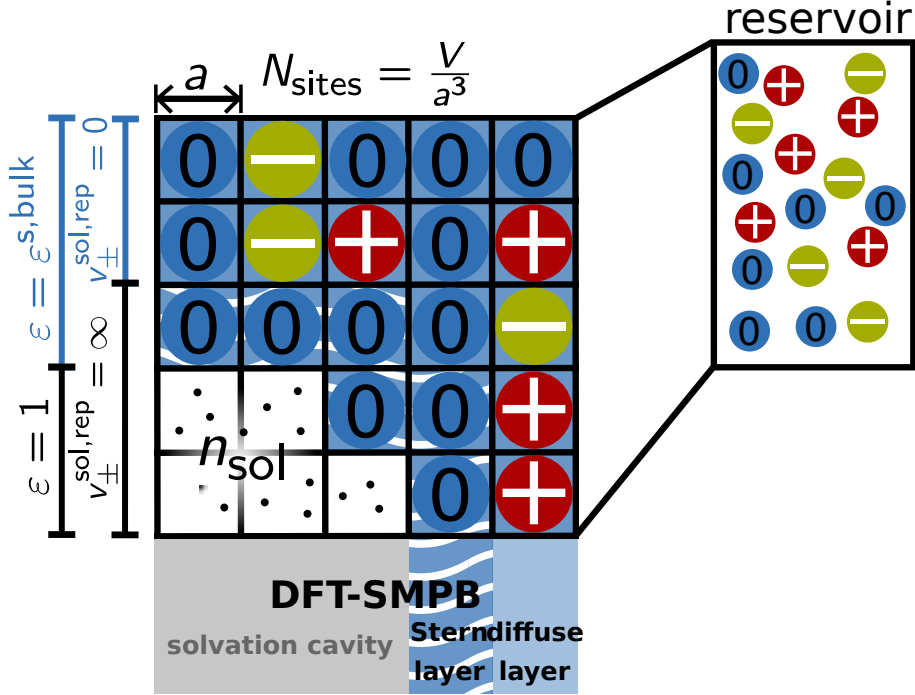 reservoir
a N_sites = V/a³
ε = ε^s,bulk
v_±^sol,rep = 0
ε = 1
v_±^sol,rep = ∞
0 − 0 0 0
0 − + 0 +
0 0 0 0 −
0 0 +
n_sol
0 +
0 + −
− +
+
0 −
+ 0 0
+
0 −
0 0 −
DFT-SMPB
solvation cavity
Stern layer
diffuse layer